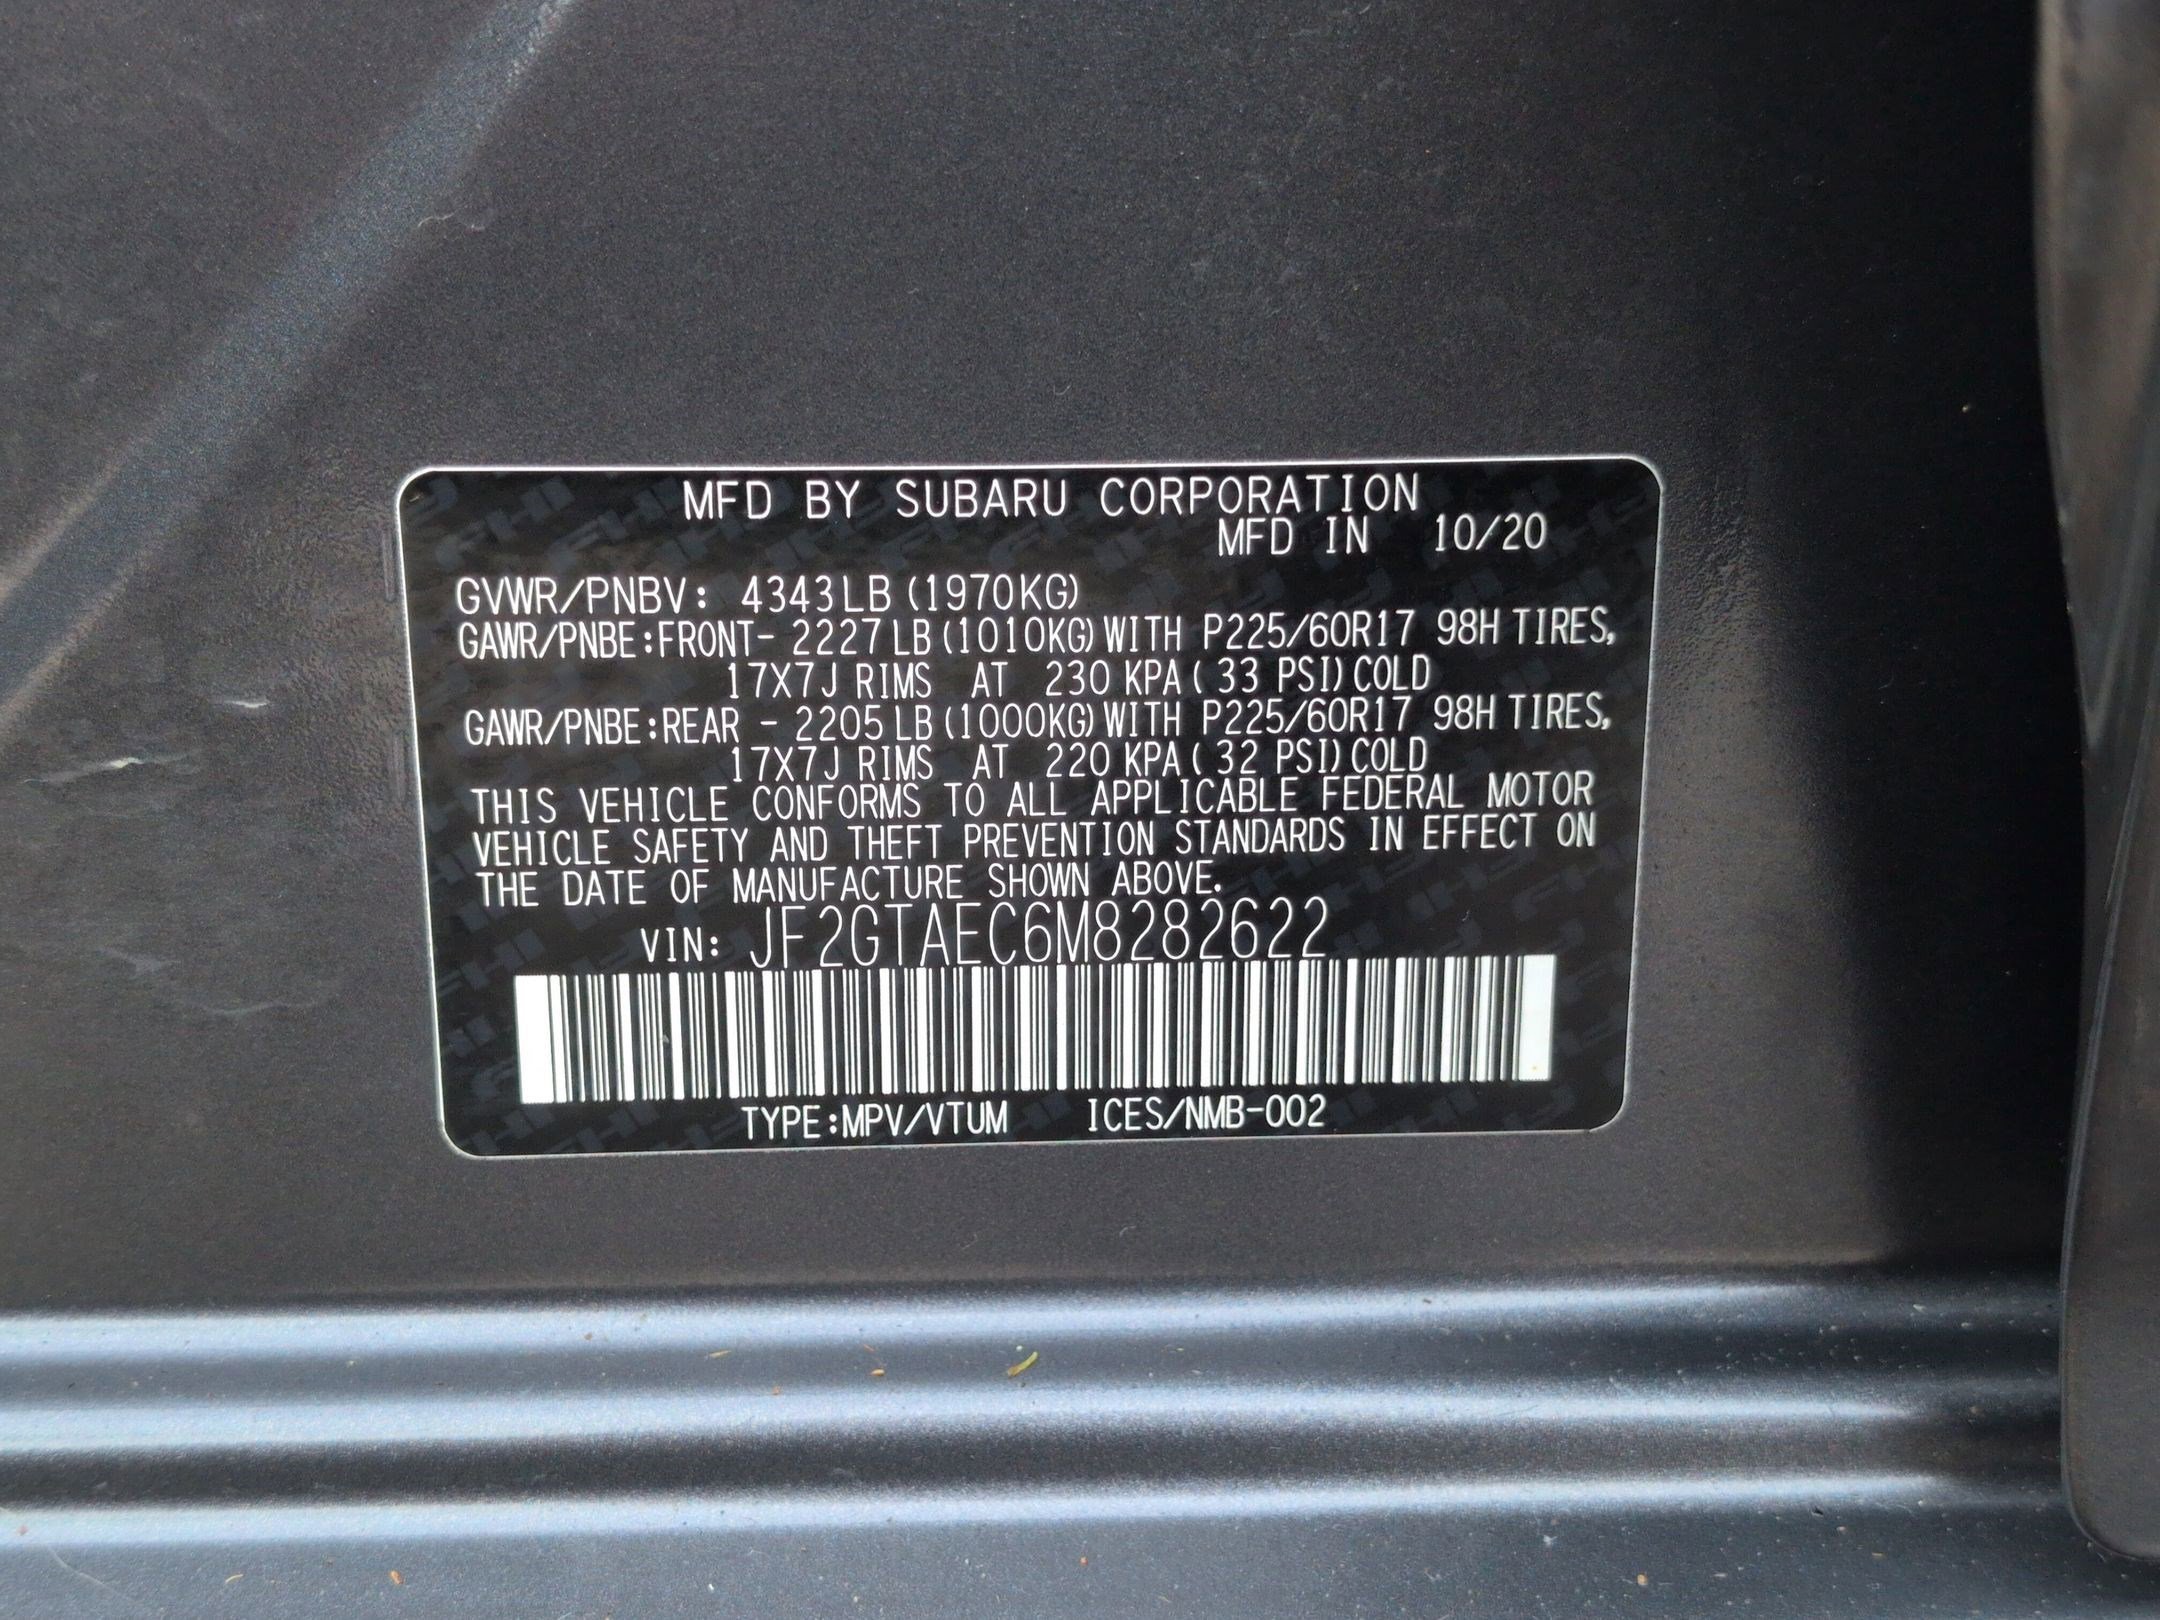 MFD BY SUBARU CORPORATION
MFD IN 10/20
GVWR/PNBV: 4343LB (1970KG)
GAWR/PNBE:FRONT- 2227LB(1010KG)WITH P225/60R17 98H TIRES,
17X7J RIMS AT 230 KPA( 33 PSI)COLD
GAWR/PNBE:REAR - 2205LB(1000KG)WITH P225/60R17 98H TIRES,
17X7J RIMS AT 220 KPA( 32 PSI)COLD
THIS VEHICLE CONFORMS TO ALL APPLICABLE FEDERAL MOTOR
VEHICLE SAFETY AND THEFT PREVENTION STANDARDS IN EFFECT ON
THE DATE OF MANUFACTURE SHOWN ABOVE.
VIN: JF2GTAEC6M8282622
TYPE:MPV/VTUM ICES/NMB-002